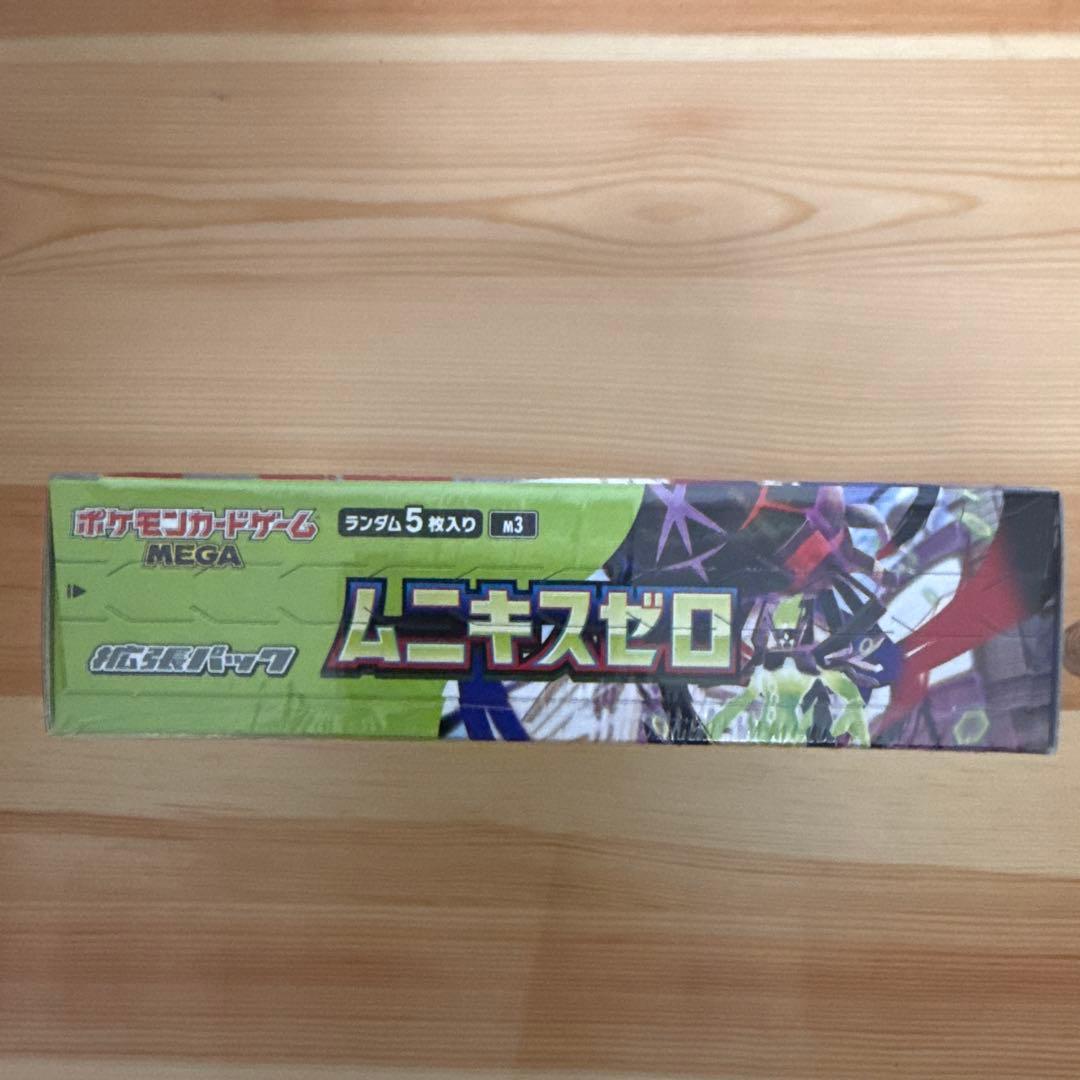 ポケモンカードゲーム
MEGA
ランダム5枚入り
M3
拡張パック
ムニキスゼロ